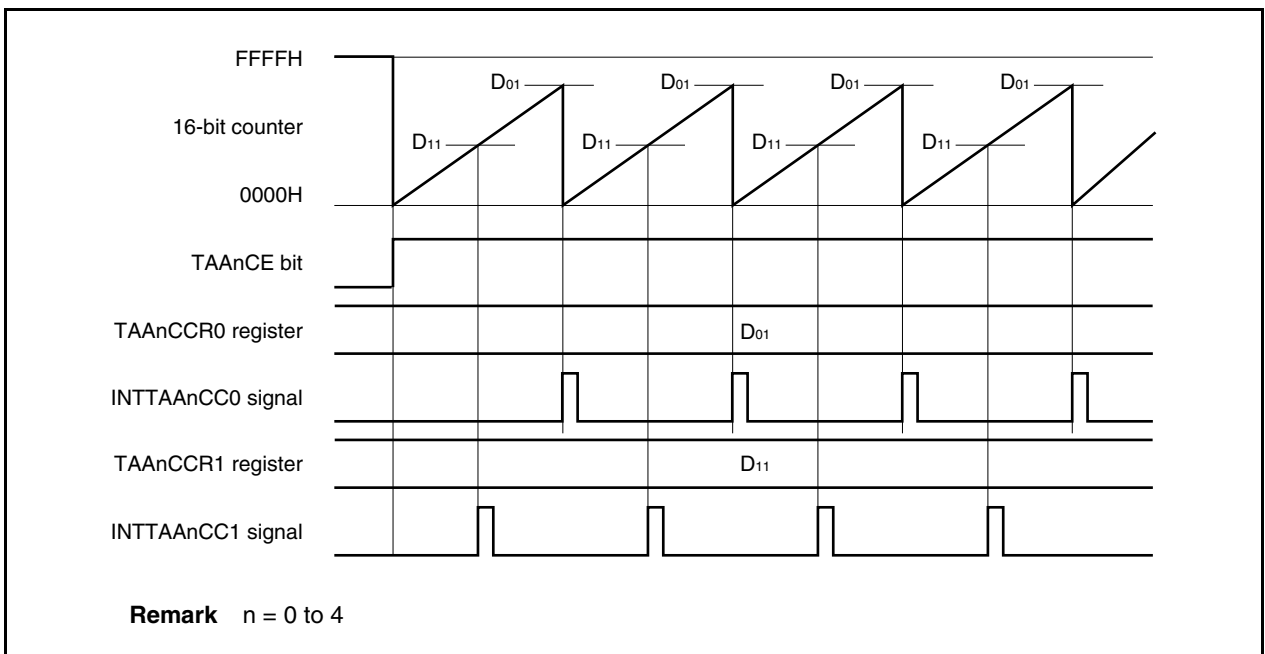 FFFFH
D01 D01 D01 D01
16-bit counter
D11 D11 D11 D11
0000H
TAAnCE bit
TAAnCCR0 register D01
INTTAAnCC0 signal
TAAnCCR1 register D11
INTTAAnCC1 signal
Remark n = 0 to 4